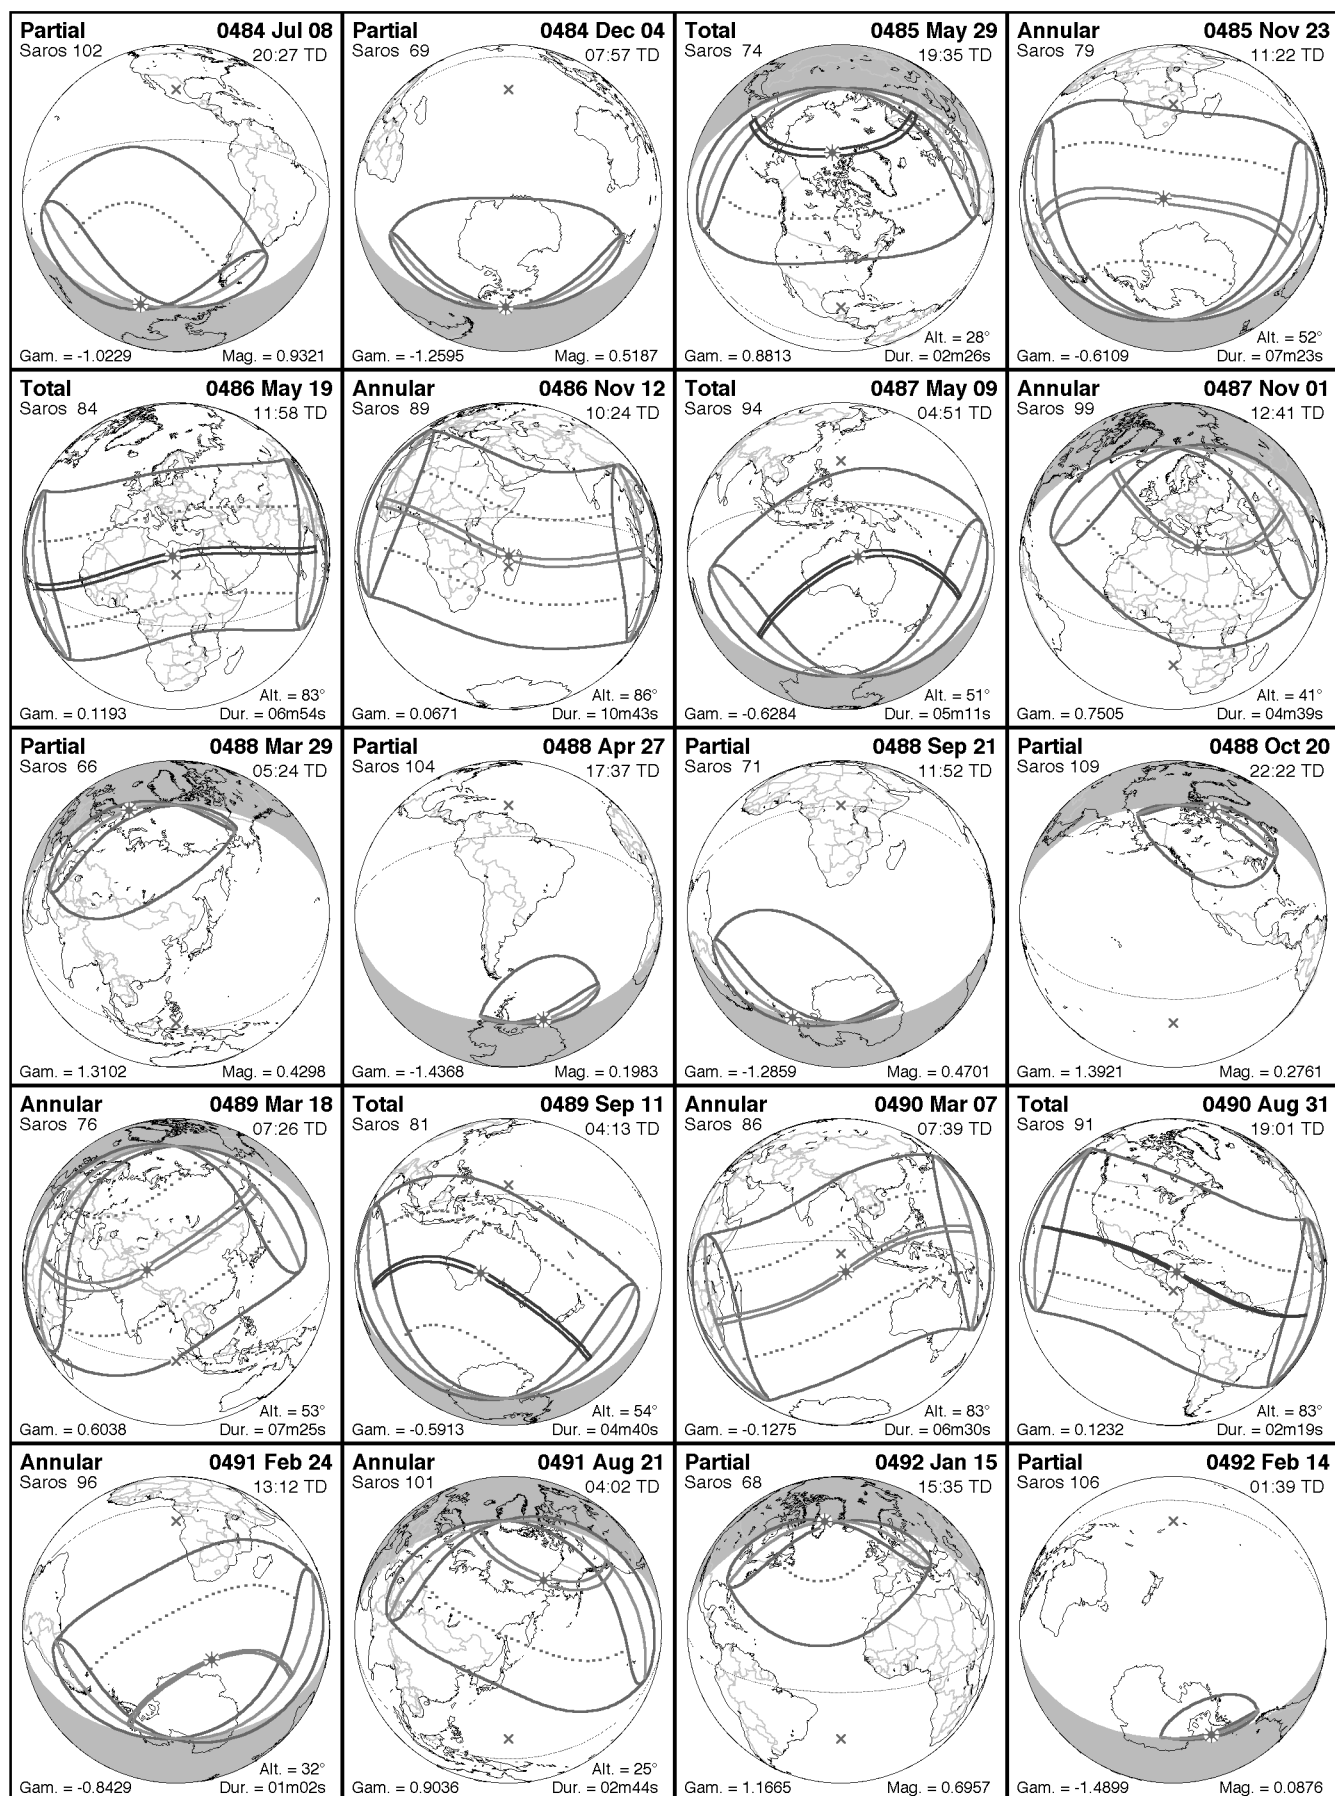 Partial 0484 Jul 08
Saros 102 20:27 TD
Gam. = -1.0229 Mag. = 0.9321
Partial 0484 Dec 04
Saros 69 07:57 TD
Gam. = -1.2595 Mag. = 0.5187
Total 0485 May 29
Saros 74 19:35 TD
Alt. = 28°
Gam. = 0.8813 Dur. = 02m26s
Annular 0485 Nov 23
Saros 79 11:22 TD
Alt. = 52°
Gam. = -0.6109 Dur. = 07m23s
Total 0486 May 19
Saros 84 11:58 TD
Alt. = 83°
Gam. = 0.1193 Dur. = 06m54s
Annular 0486 Nov 12
Saros 89 10:24 TD
Alt. = 86°
Gam. = 0.0671 Dur. = 10m43s
Total 0487 May 09
Saros 94 04:51 TD
Alt. = 51°
Gam. = -0.6284 Dur. = 05m11s
Annular 0487 Nov 01
Saros 99 12:41 TD
Alt. = 41°
Gam. = 0.7505 Dur. = 04m39s
Partial 0488 Mar 29
Saros 66 05:24 TD
Gam. = 1.3102 Mag. = 0.4298
Partial 0488 Apr 27
Saros 104 17:37 TD
Gam. = -1.4368 Mag. = 0.1983
Partial 0488 Sep 21
Saros 71 11:52 TD
Gam. = -1.2859 Mag. = 0.4701
Partial 0488 Oct 20
Saros 109 22:22 TD
Gam. = 1.3921 Mag. = 0.2761
Annular 0489 Mar 18
Saros 76 07:26 TD
Alt. = 53°
Gam. = 0.6038 Dur. = 07m25s
Total 0489 Sep 11
Saros 81 04:13 TD
Alt. = 54°
Gam. = -0.5913 Dur. = 04m40s
Annular 0490 Mar 07
Saros 86 07:39 TD
Alt. = 83°
Gam. = -0.1275 Dur. = 06m30s
Total 0490 Aug 31
Saros 91 19:01 TD
Alt. = 83°
Gam. = 0.1232 Dur. = 02m19s
Annular 0491 Feb 24
Saros 96 13:12 TD
Alt. = 32°
Gam. = -0.8429 Dur. = 01m02s
Annular 0491 Aug 21
Saros 101 04:02 TD
Alt. = 25°
Gam. = 0.9036 Dur. = 02m44s
Partial 0492 Jan 15
Saros 68 15:35 TD
Gam. = 1.1665 Mag. = 0.6957
Partial 0492 Feb 14
Saros 106 01:39 TD
Gam. = -1.4899 Mag. = 0.0876